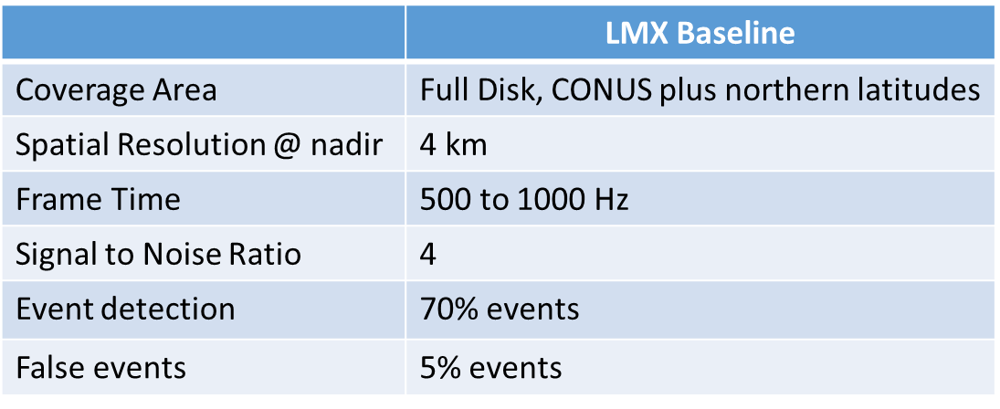 LMX Baseline
Coverage Area Full Disk, CONUS plus northern latitudes
Spatial Resolution @ nadir 4 km
Frame Time 500 to 1000 Hz
Signal to Noise Ratio 4
Event detection 70% events
False events 5% events